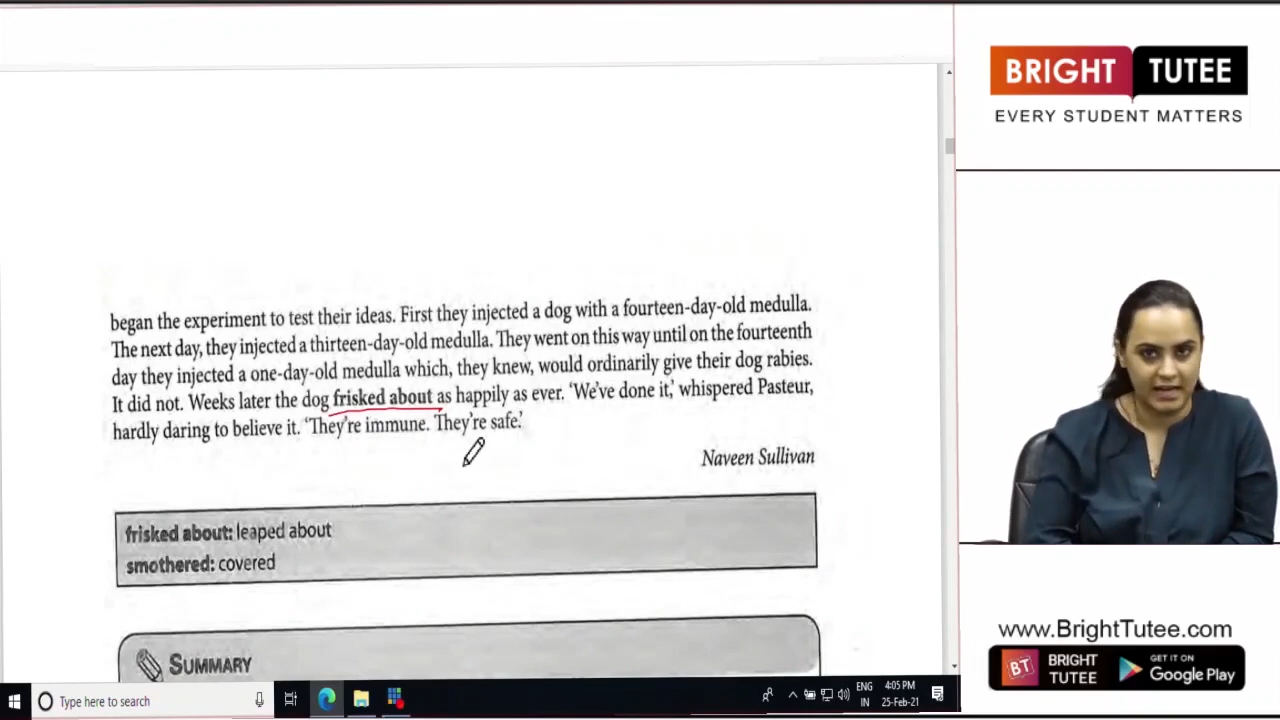 BRIGHT TUTEE
EVERY STUDENT MATTERS
began the experiment to test their ideas. First they injected a dog with a fourteen-day-old medulla.
The next day, they injected a thirteen-day-old medulla. They went on this way until on the fourteenth
day they injected a one-day-old medulla which, they knew, would ordinarily give their dog rabies.
It did not. Weeks later the dog frisked about as happily as ever. ‘We’ve done it,’ whispered Pasteur,
hardly daring to believe it. ‘They’re immune. They’re safe.’
Naveen Sullivan
frisked about: leaped about
smothered: covered
SUMMARY
www.BrightTutee.com
BT BRIGHT TUTEE
GET IT ON
Google Play
Type here to search
ENG
IN
4:05 PM
25-Feb-21